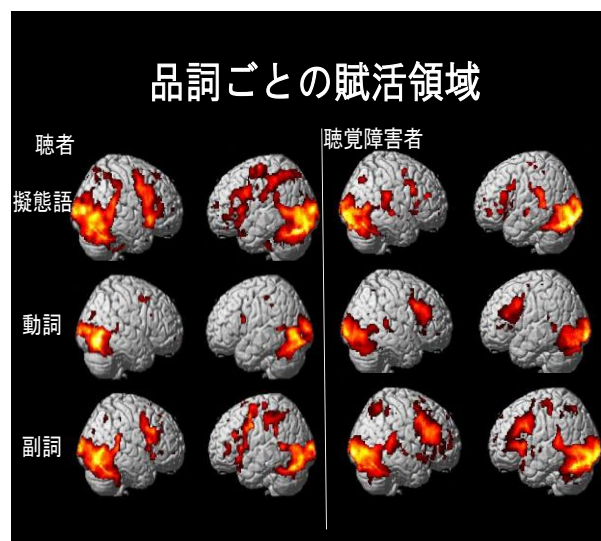 品詞ごとの賦活領域
聴者
聴覚障害者
擬態語
動詞
副詞